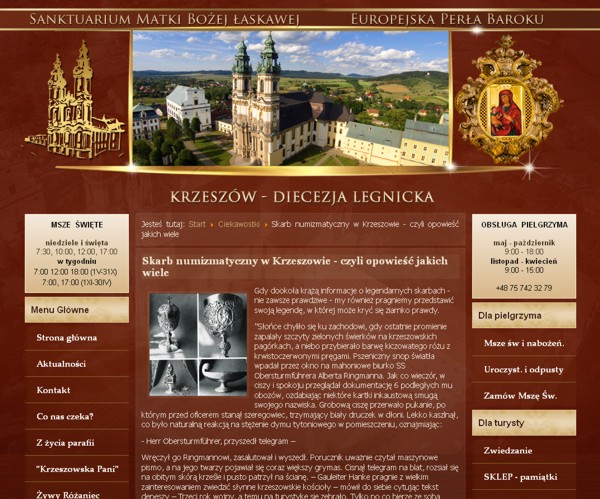 Sanktuarium Matki Bożej Łaskawej
Europejska Perła Baroku
KRZESZÓW - DIECEZJA LEGNICKA
MSZE ŚWIĘTE
niedziele i święta
7:30, 10:00, 12:00, 17:00
w tygodniu
7:00 12:00 18:00 (1V-31X)
7:00, 17:00 (1XI-30IV)
Menu Główne
Strona główna
Aktualności
Kontakt
Co nas czeka?
Z życia parafii
"Krzeszowska Pani"
Żywy Różaniec
Jesteś tutaj: Start Ciekawostki Skarb numizmatyczny w Krzeszowie - czyli opowieść
jakich wiele
Skarb numizmatyczny w Krzeszowie - czyli opowieść jakich
wiele
Gdy dookoła krążą informacje o legendarnych skarbach -
nie zawsze prawdziwe - my również pragniemy przedstawić
swoją legendę, w której może kryć się ziarnko prawdy.
"Słońce chyliło się ku zachodowi, gdy ostatnie promienie
zapalały szczyty zielonych świerków na krzeszowskich
pagórkach, a niebo przybierało barwę kiczowatego różu z
krwistoczerwonymi pręgami. Pszeniczny snop światła
wpadał przez okno na mahoniowe biurko SS
Obersturmführera Alberta Ringmanna. Jak co wieczór, w
ciszy i spokoju przeglądał dokumentację 6 podległych mu
obozów, ozdabiając niektóre kartki inkaustową smugą
swojego nazwiska. Grobową ciszę przerwało pukanie, po
którym przed oficerem stanął szeregowiec, trzymający biały druczek w dłoni. Lekko kaszlnął,
co było naturalną reakcją na stężenie dymu tytoniowego w pomieszczeniu, oznajmiając:
- Herr Obersturmführer, przyszedł telegram –
Wręczył go Ringmannowi, zasalutował i wyszedł. Porucznik uważnie czytał maszynowe
pismo, a na jego twarzy pojawiał się coraz większy grymas. Cisnął telegram na blat, rozsiał się
na obitym skórą krześle i pusto patrzył na ścianę. – Gauleiter Hanke pragnie z wielkim
zainteresowaniem zwiedzać słynne krzeszowskie kościoły – mówił do siebie cytując tekst
depeszy – Trzeci rok wojny, a temu na turystykę się zebrało. Tylko po co bierze ze sobą
OBSŁUGA PIELGRZYMA
maj - październik
9:00 - 18:00
listopad - kwiecień
9:00 - 15:00
+48 75 742 32 79
Dla pielgrzyma
Msze św i nabożeń.
Uroczyst. i odpusty
Zamów Mszę Św.
Dla turysty
Zwiedzanie
SKLEP - pamiątki